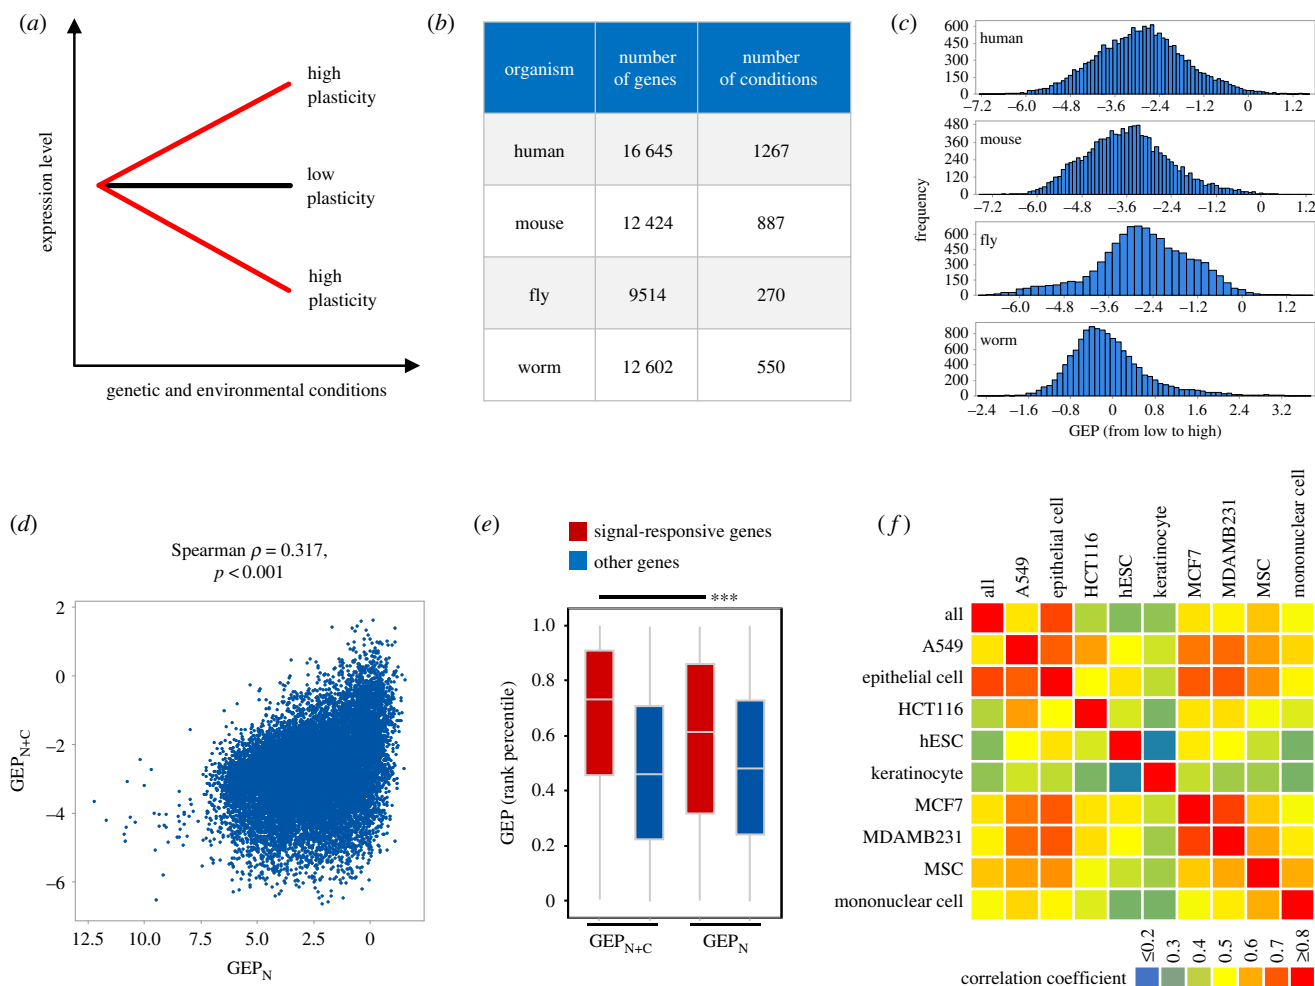 (a)
expression level
high
plasticity
low
plasticity
high
plasticity
genetic and environmental conditions
(b)
organism
number
of genes
number
of conditions
human 16 645 1267
mouse 12 424 887
fly 9514 270
worm 12 602 550
(c)
frequency
human
600
450
300
150
0
−7.2 −6.0 −4.8 −3.6 −2.4 −1.2 0 1.2
mouse
480
360
240
120
0
−7.2 −6.0 −4.8 −3.6 −2.4 −1.2 0 1.2
fly
600
450
300
150
0
−6.0 −4.8 −3.6 −2.4 −1.2 0 1.2
worm
800
600
400
200
0
−2.4 −1.6 −0.8 0 0.8 1.6 2.4 3.2
GEP (from low to high)
(d)
Spearman ρ = 0.317,
p < 0.001
GEPN+C
2
0
−2
−4
−6
12.5 10.0 7.5 5.0 2.5 0
GEPN
(e)
signal-responsive genes
other genes
***
GEP (rank percentile)
1.0
0.8
0.6
0.4
0.2
0
GEPN+C GEPN
(f)
all A549 epithelial cell HCT116 hESC keratinocyte MCF7 MDAMB231 MSC mononuclear cell
all
A549
epithelial cell
HCT116
hESC
keratinocyte
MCF7
MDAMB231
MSC
mononuclear cell
correlation coefficient
≤0.2 0.3 0.4 0.5 0.6 0.7 ≥0.8